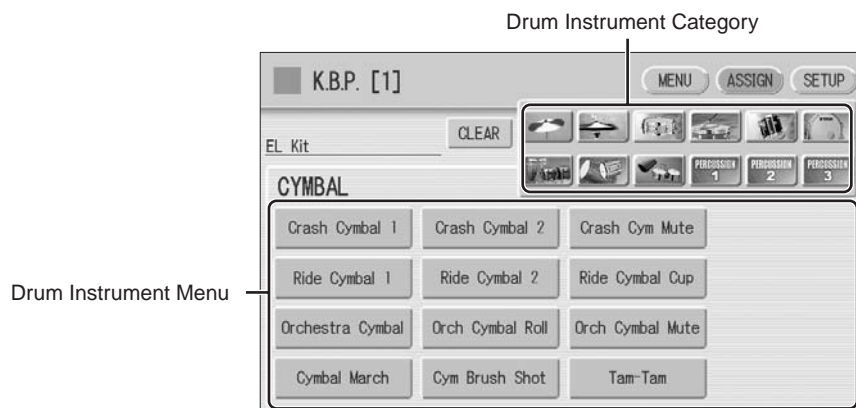 Drum Instrument Category
K.B.P. [1]
MENU
ASSIGN
SETUP
EL Kit
CLEAR
PERCUSSION 1
PERCUSSION 2
PERCUSSION 3
CYMBAL
Crash Cymbal 1
Crash Cymbal 2
Crash Cym Mute
Drum Instrument Menu
Ride Cymbal 1
Ride Cymbal 2
Ride Cymbal Cup
Orchestra Cymbal
Orch Cymbal Roll
Orch Cymbal Mute
Cymbal March
Cym Brush Shot
Tam-Tam